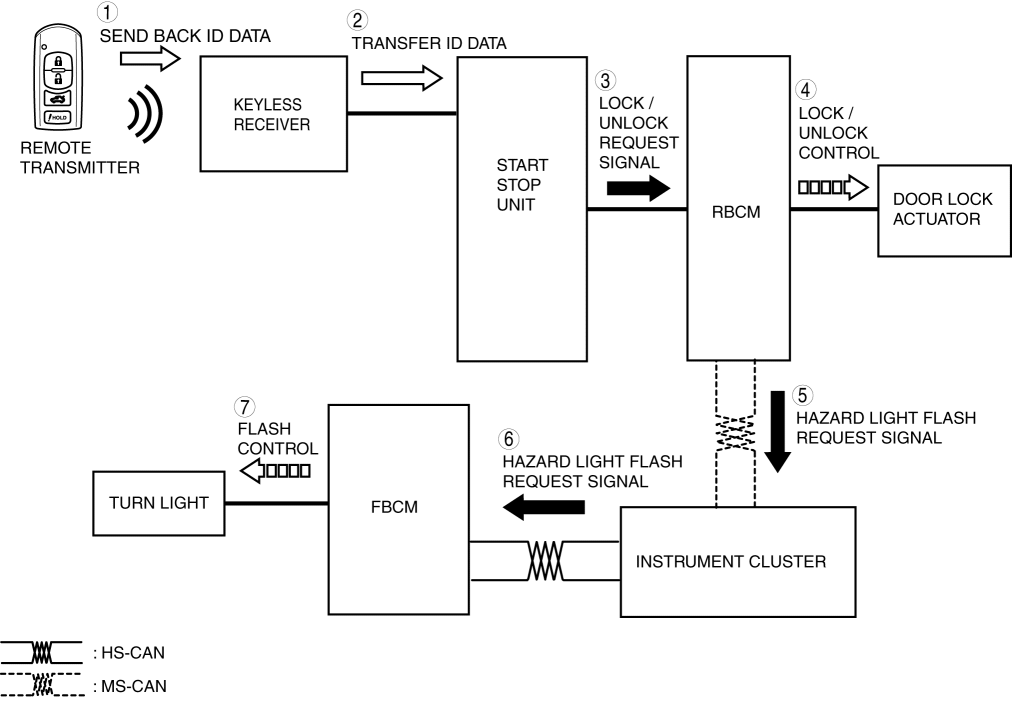 1
SEND BACK ID DATA
2
TRANSFER ID DATA
HOLD
REMOTE
TRANSMITTER
KEYLESS
RECEIVER
START
STOP
UNIT
3
LOCK /
UNLOCK
REQUEST
SIGNAL
RBCM
4
LOCK /
UNLOCK
CONTROL
DOOR LOCK
ACTUATOR
5
HAZARD LIGHT FLASH
REQUEST SIGNAL
6
HAZARD LIGHT FLASH
REQUEST SIGNAL
7
FLASH
CONTROL
TURN LIGHT
FBCM
INSTRUMENT CLUSTER
: HS-CAN
: MS-CAN